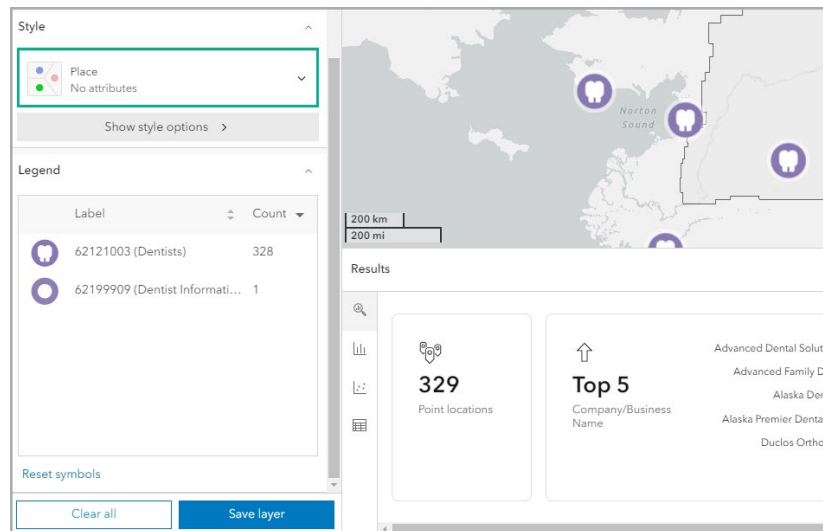 Style
Place
No attributes
Show style options
Legend
Label
Count
62121003 (Dentists)
328
62199909 (Dentist Informati...
1
Reset symbols
Clear all
Save layer
Norton
Sound
200 km
200 mi
Results
329
Point locations
Top 5
Company/Business
Name
Advanced Dental Solut
Advanced Family D
Alaska Den
Alaska Premier Denta
Duclos Ortho